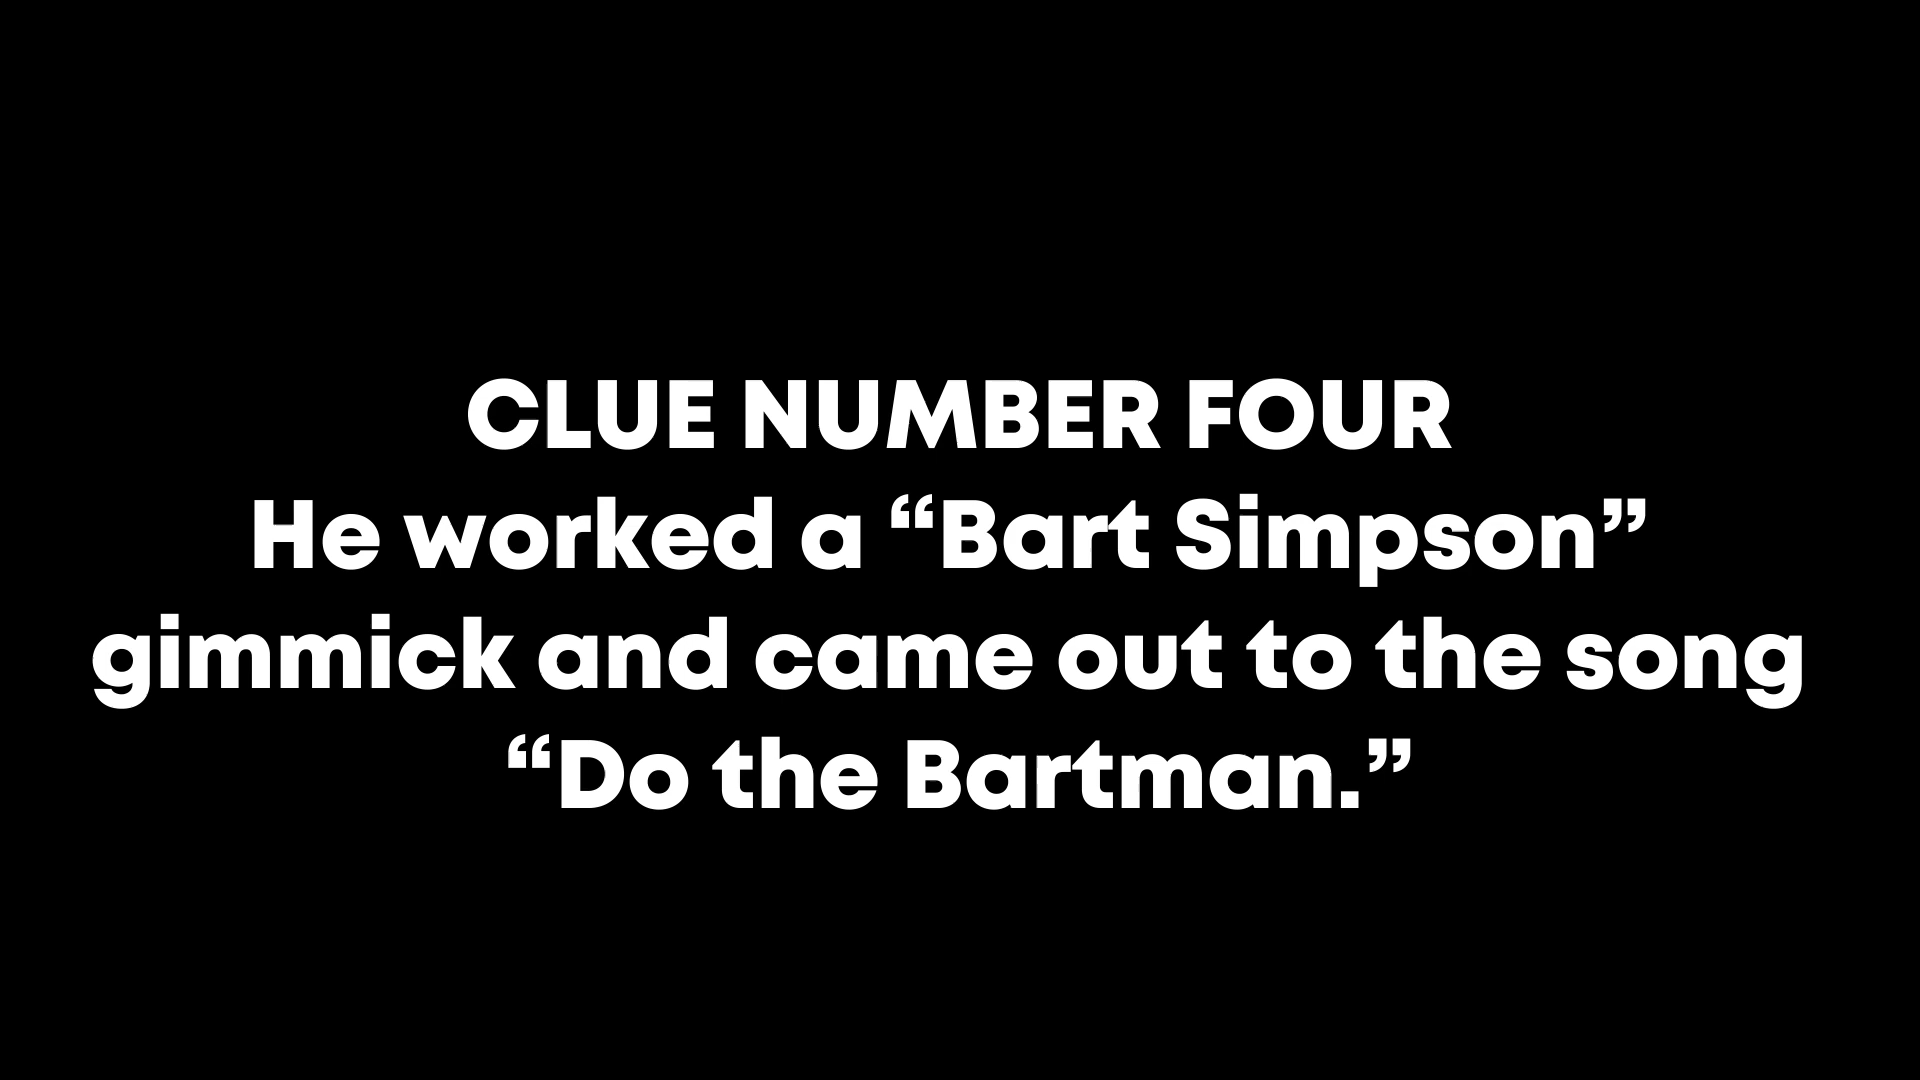 CLUE NUMBER FOUR
He worked a “Bart Simpson”
gimmick and came out to the song
“Do the Bartman.”